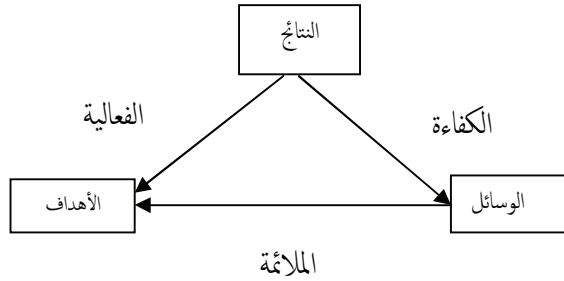 النتائج
الكفاءة
الفعالية
الوسائل
الأهداف
الملائمة